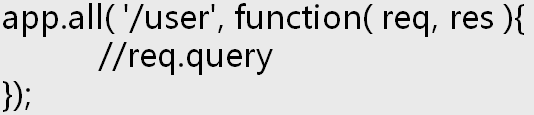 app.all( '/user', function( req, res ){
//req.query
});